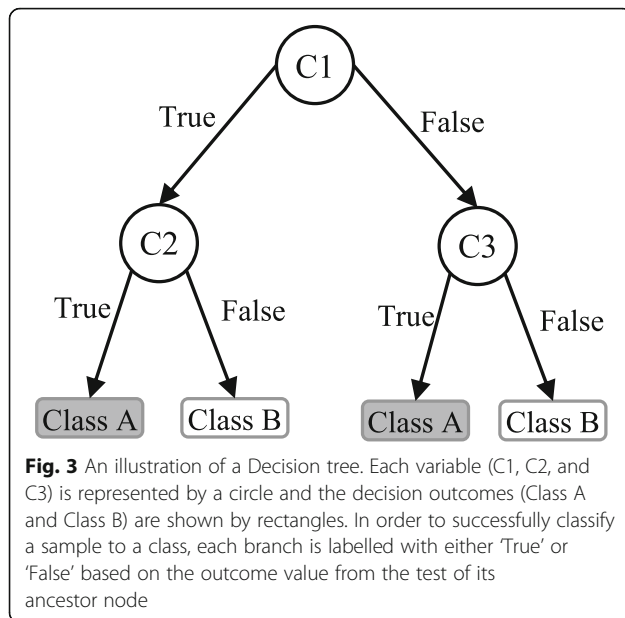 C1
True
False
C2
C3
True
False
True
False
Class A
Class B
Class A
Class B
Fig. 3 An illustration of a Decision tree. Each variable (C1, C2, and
C3) is represented by a circle and the decision outcomes (Class A
and Class B) are shown by rectangles. In order to successfully classify
a sample to a class, each branch is labelled with either ‘True’ or
‘False’ based on the outcome value from the test of its
ancestor node